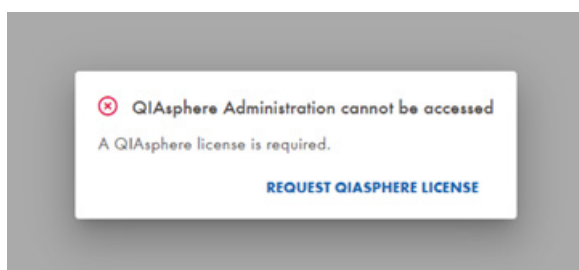 QIAsphere Administration cannot be accessed
A QIAsphere license is required.
REQUEST QIASPHERE LICENSE